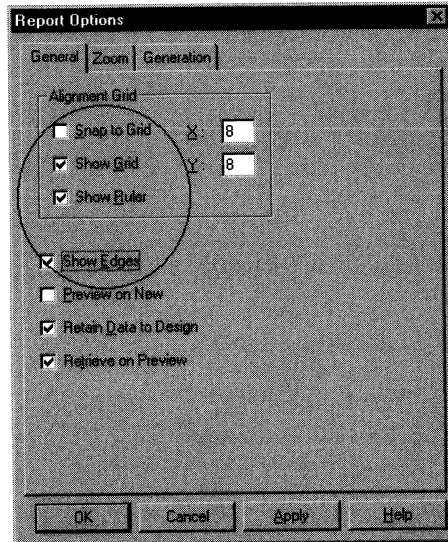 Report Options
General Zoom Generation
Alignment Grid
Snap to Grid X: 8
Show Grid Y: 8
Show Ruler
Show Edges
Preview on New
Retain Data to Design
Retrieve on Preview
OK Cancel Apply Help